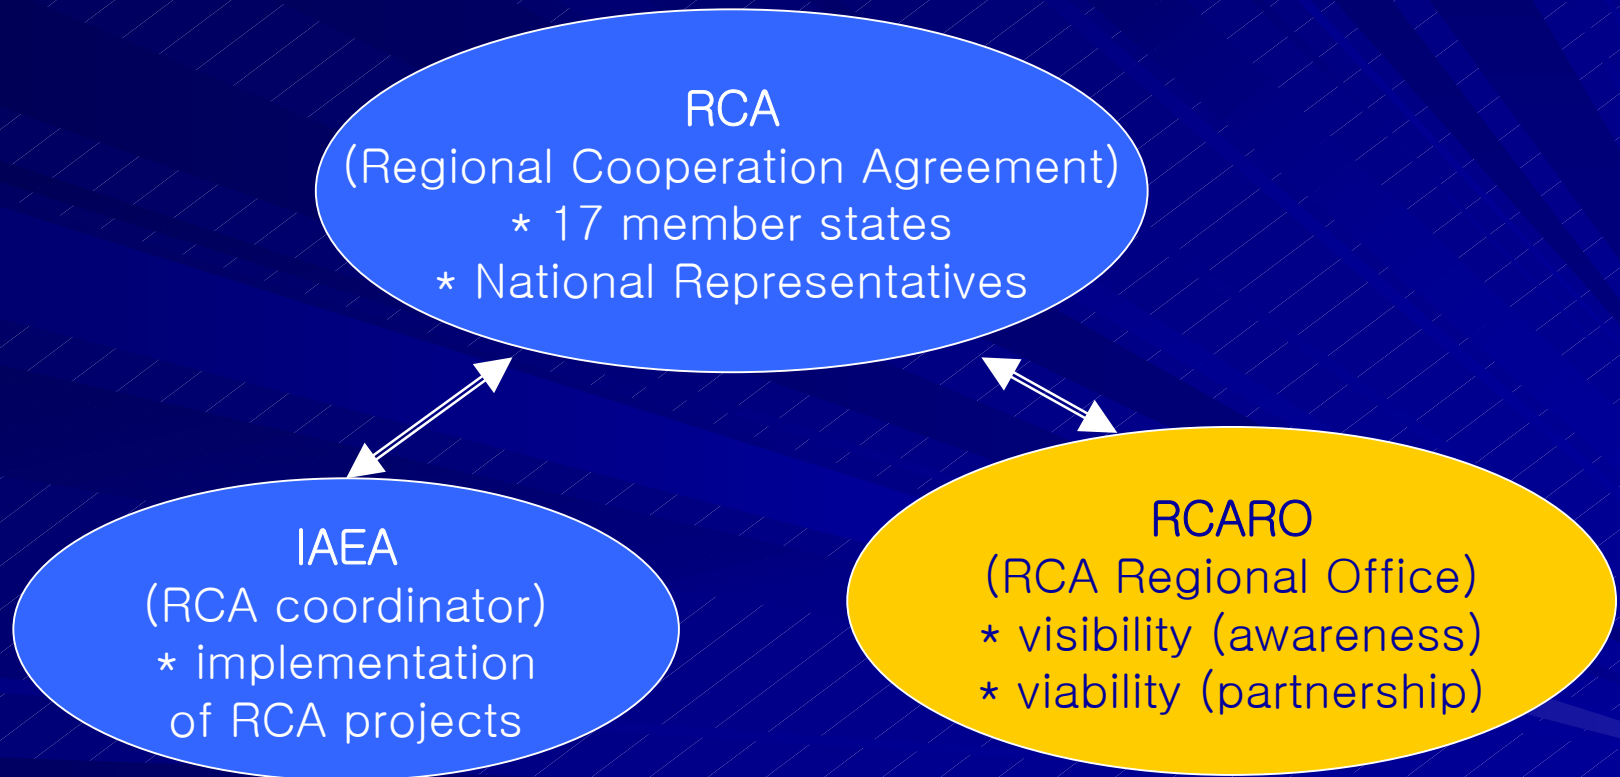 RCA
(Regional Cooperation Agreement)
* 17 member states
* National Representatives
IAEA
(RCA coordinator)
* implementation
of RCA projects
RCARO
(RCA Regional Office)
* visibility (awareness)
* viability (partnership)